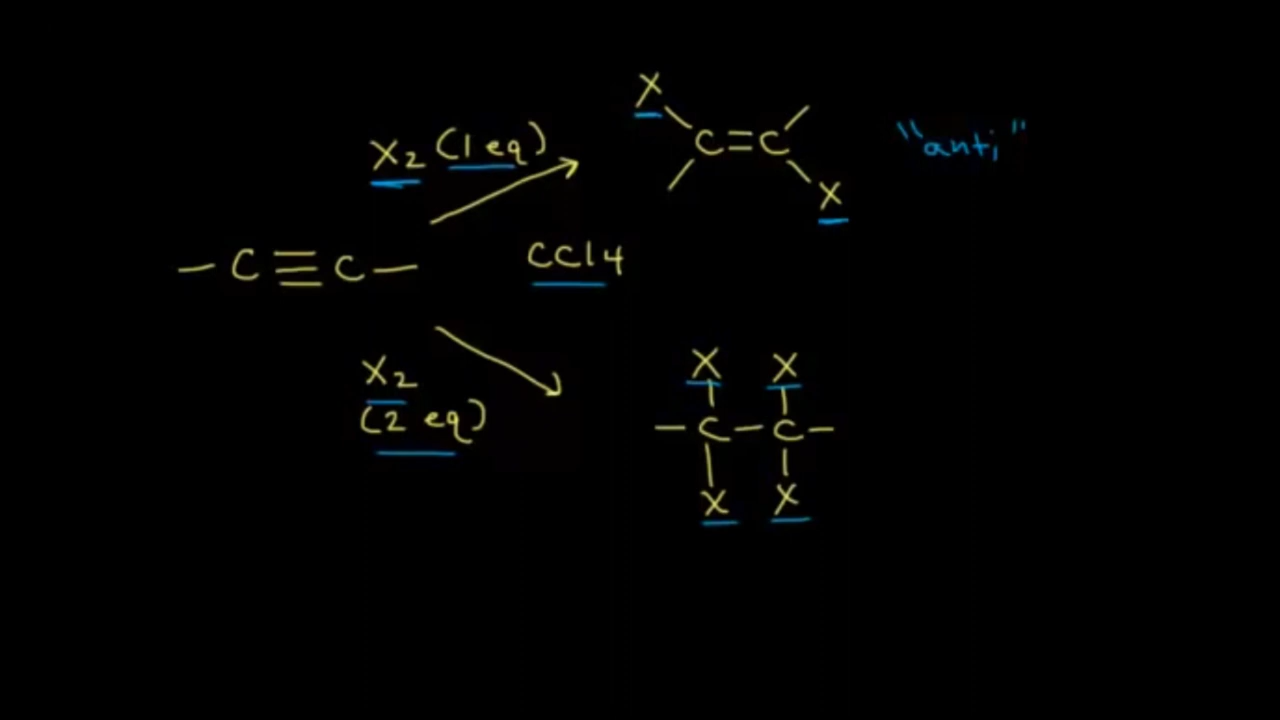 X
C=C
X
"anti"
X2 (1 eq)
-C≡C-
CCl4
X2
(2 eq)
X X
-C-C-
X X